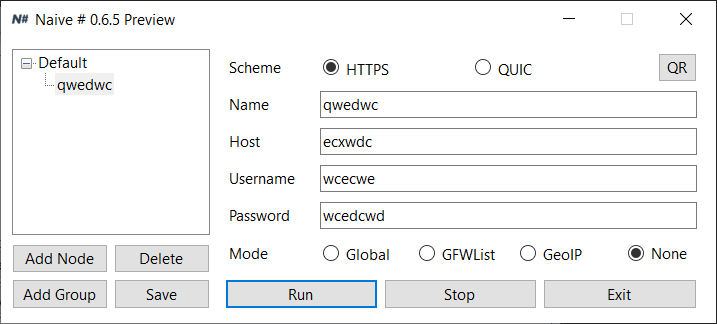 N# Naive # 0.6.5 Preview
Default
qwedwc
Scheme HTTPS QUIC QR
Name qwedwc
Host ecxwdc
Username wcecwe
Password wcedcwd
Mode Global GFWList GeoIP None
Add Node Delete
Add Group Save Run Stop Exit